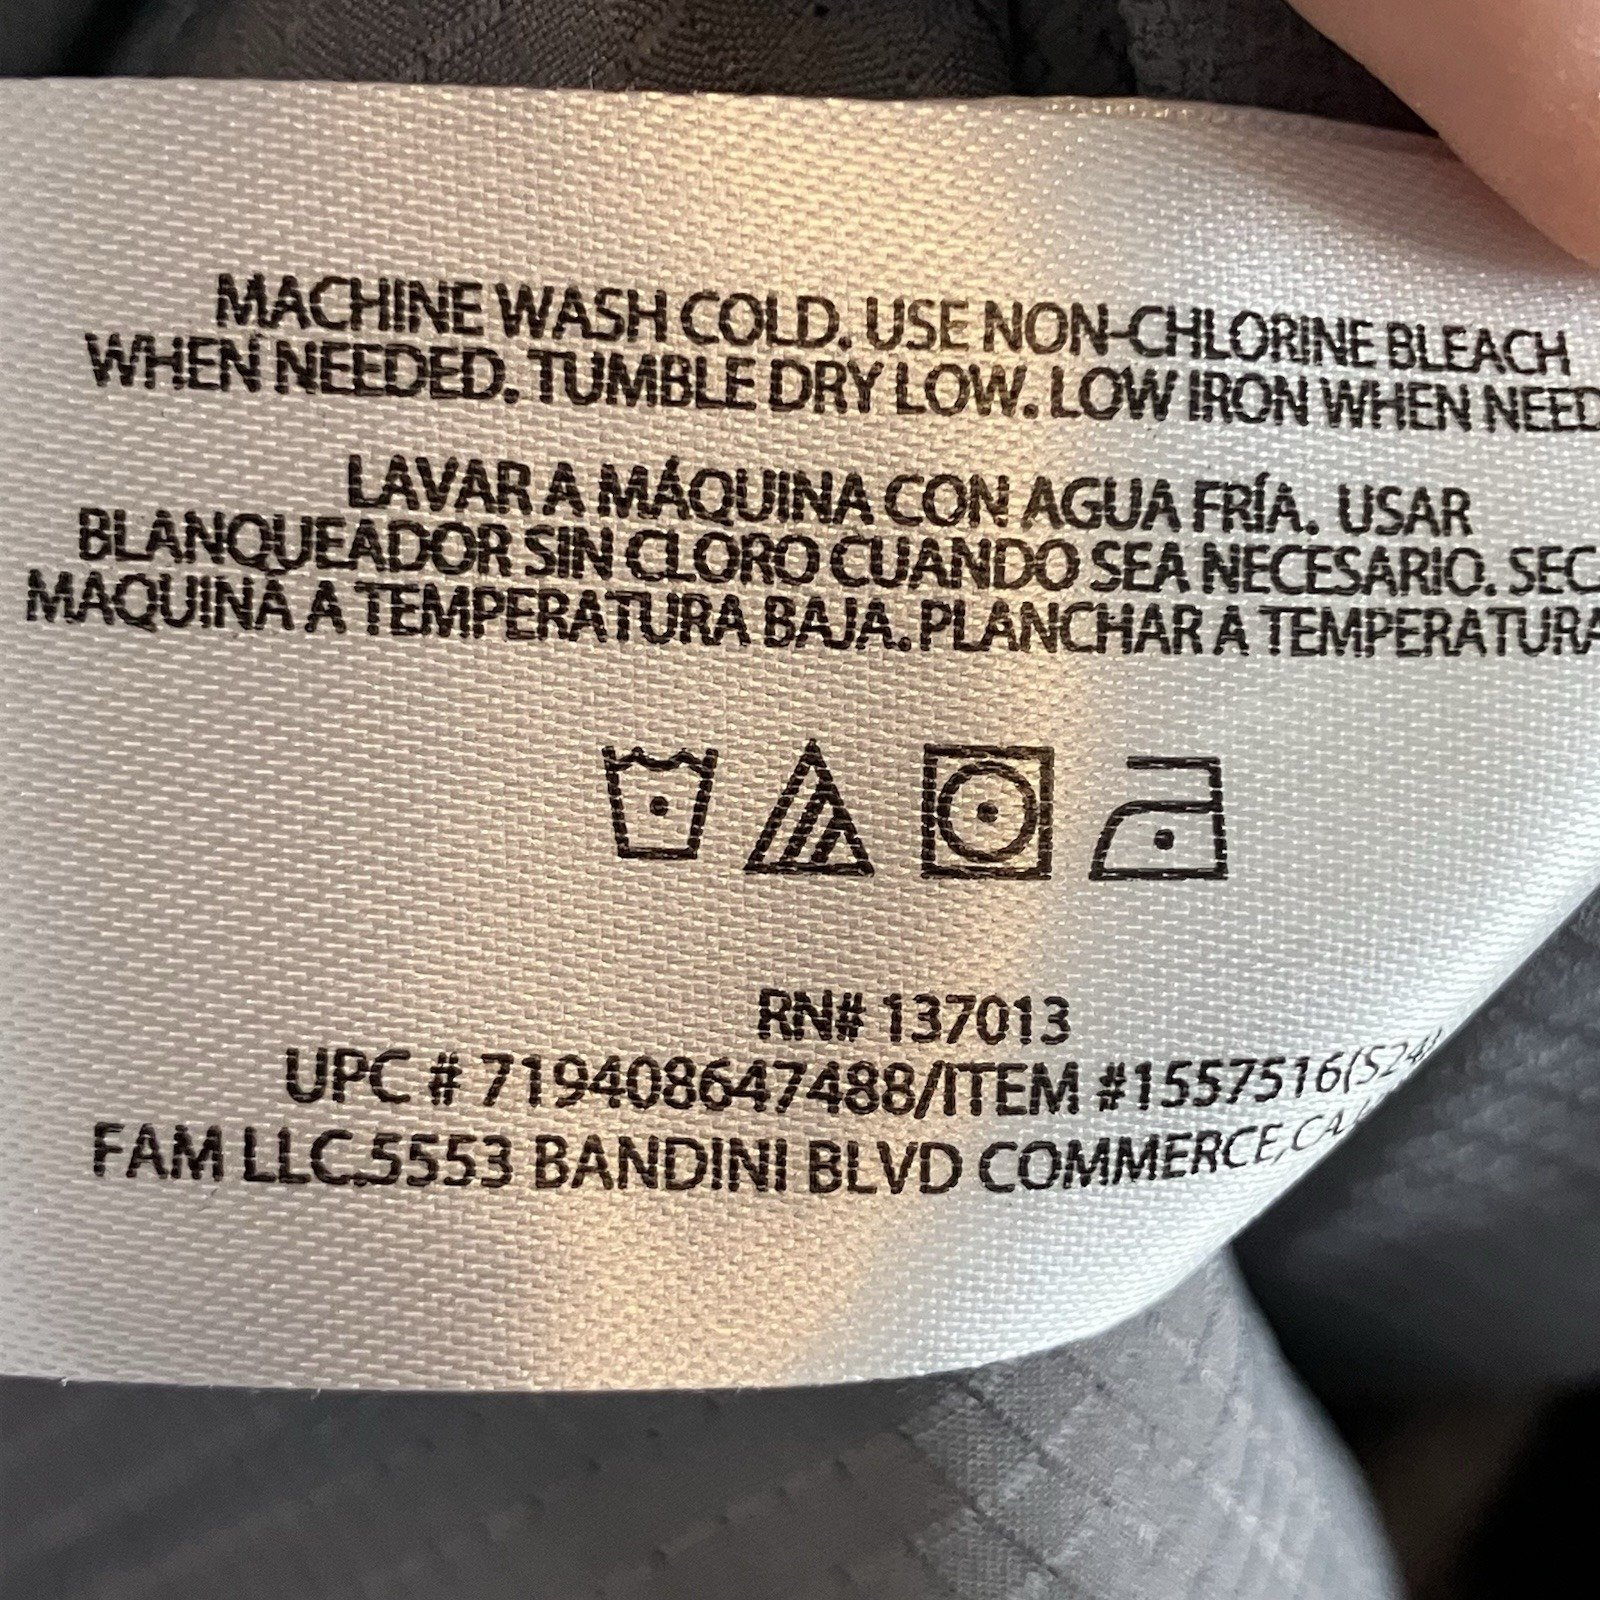 MACHINE WASH COLD. USE NON-CHLORINE BLEACH
WHEN NEEDED. TUMBLE DRY LOW. LOW IRON WHEN NEED
LAVAR A MÁQUINA CON AGUA FRÍA. USAR
BLANQUEADOR SIN CLORO CUANDO SEA NECESARIO. SEC
MAQUINA A TEMPERATURA BAJA. PLANCHAR A TEMPERATURA
RN# 137013
UPC # 719408647488/ITEM #1557516(S24)
FAM LLC.5553 BANDINI BLVD COMMERCE,CA